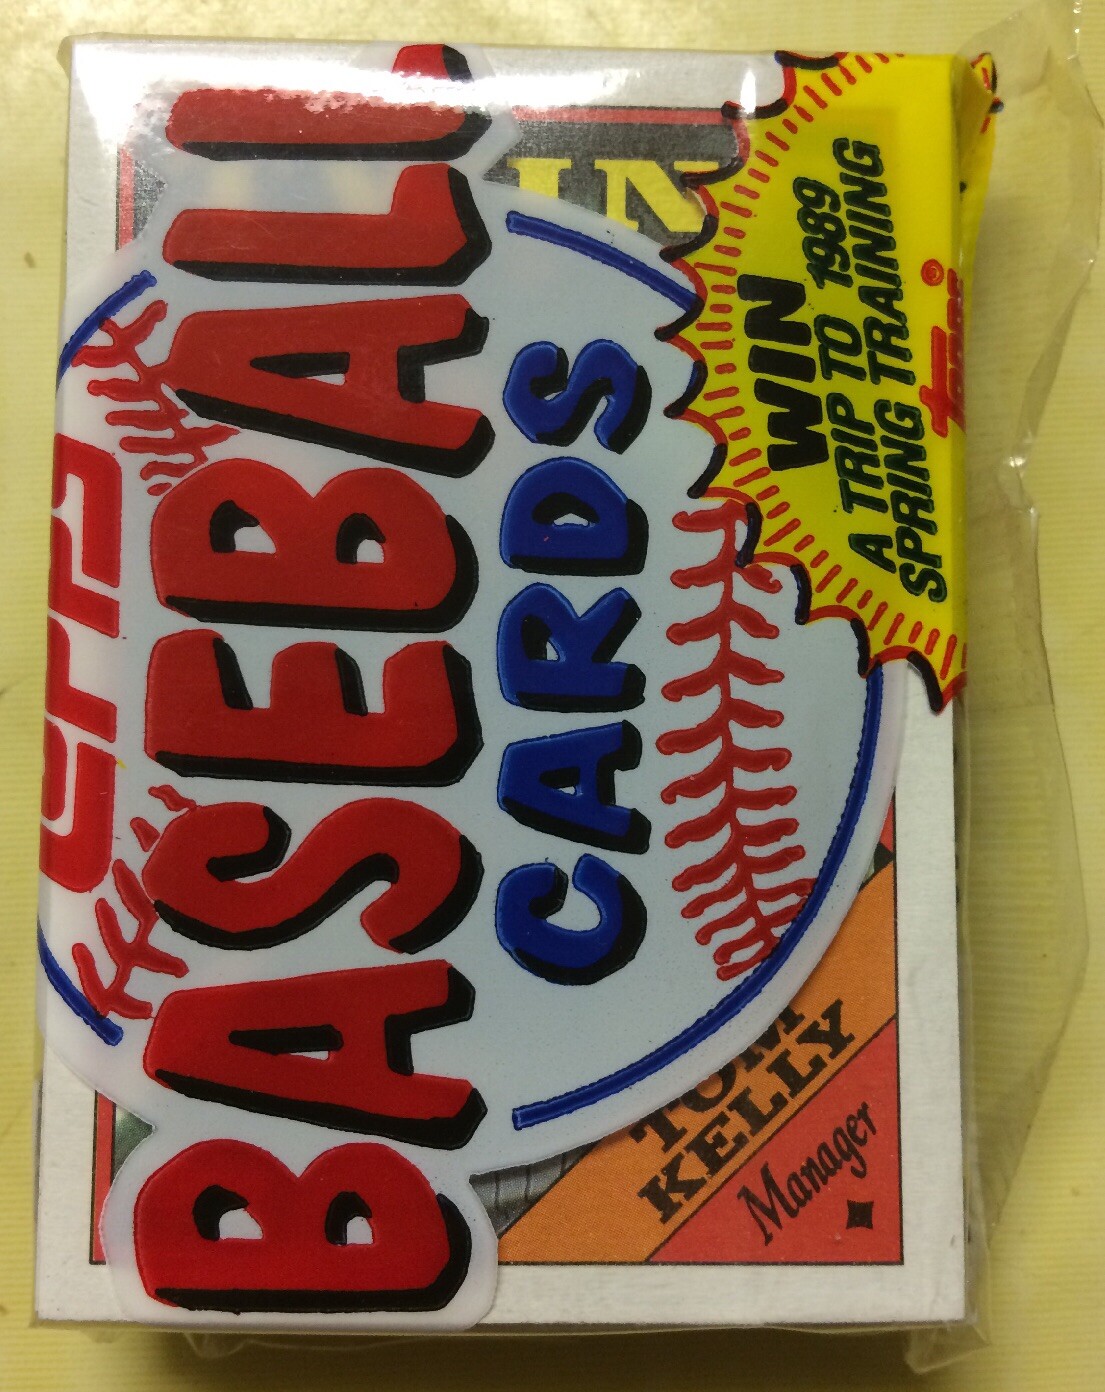 BASEBALL
CARDS
WIN
A TRIP TO 1989
SPRING TRAINING
Topps®
TOM
KELLY
Manager